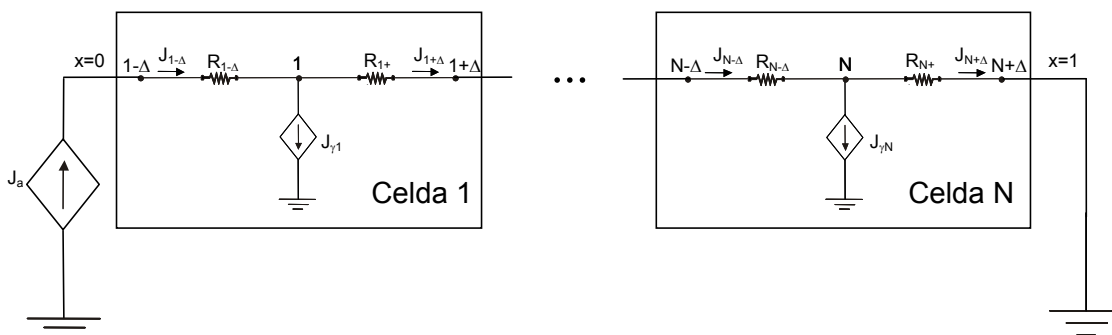 x=0
1-Δ
J1-Δ
R1-Δ
1
R1+
J1+Δ
1+Δ
Jγ1
Ja
Celda 1
...
N-Δ
JN-Δ
RN-Δ
N
RN+
JN+Δ
N+Δ
x=1
JγN
Celda N